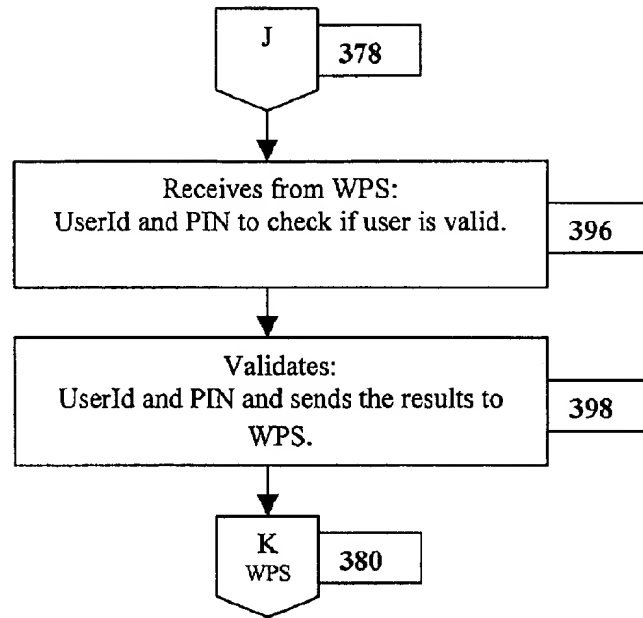 J
378
Receives from WPS:
UserId and PIN to check if user is valid.
396
Validates:
UserId and PIN and sends the results to
WPS.
398
K
WPS
380